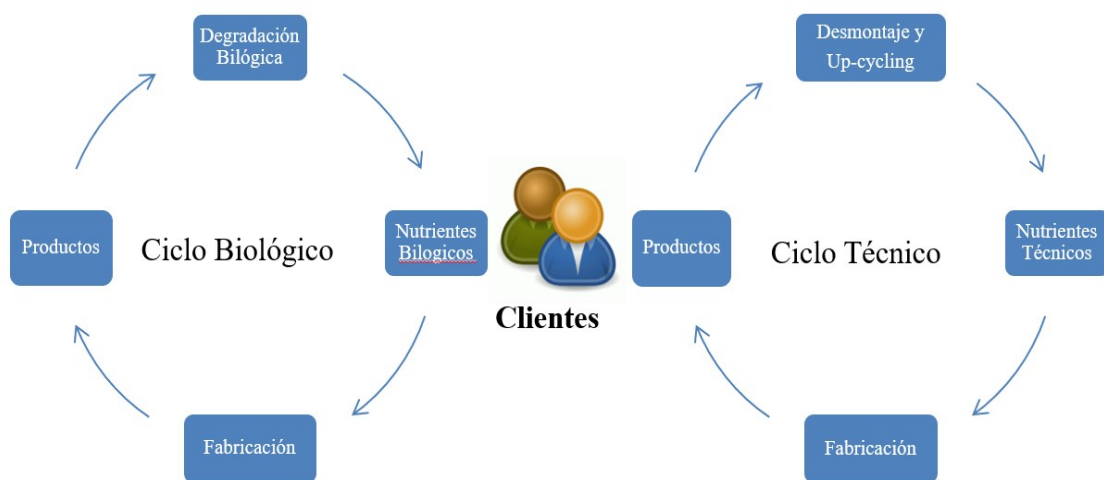 Degradación
Bilógica
Productos
Ciclo Biológico
Nutrientes
Bilogicos
Fabricación
Clientes
Desmontaje y
Up-cycling
Productos
Ciclo Técnico
Nutrientes
Técnicos
Fabricación